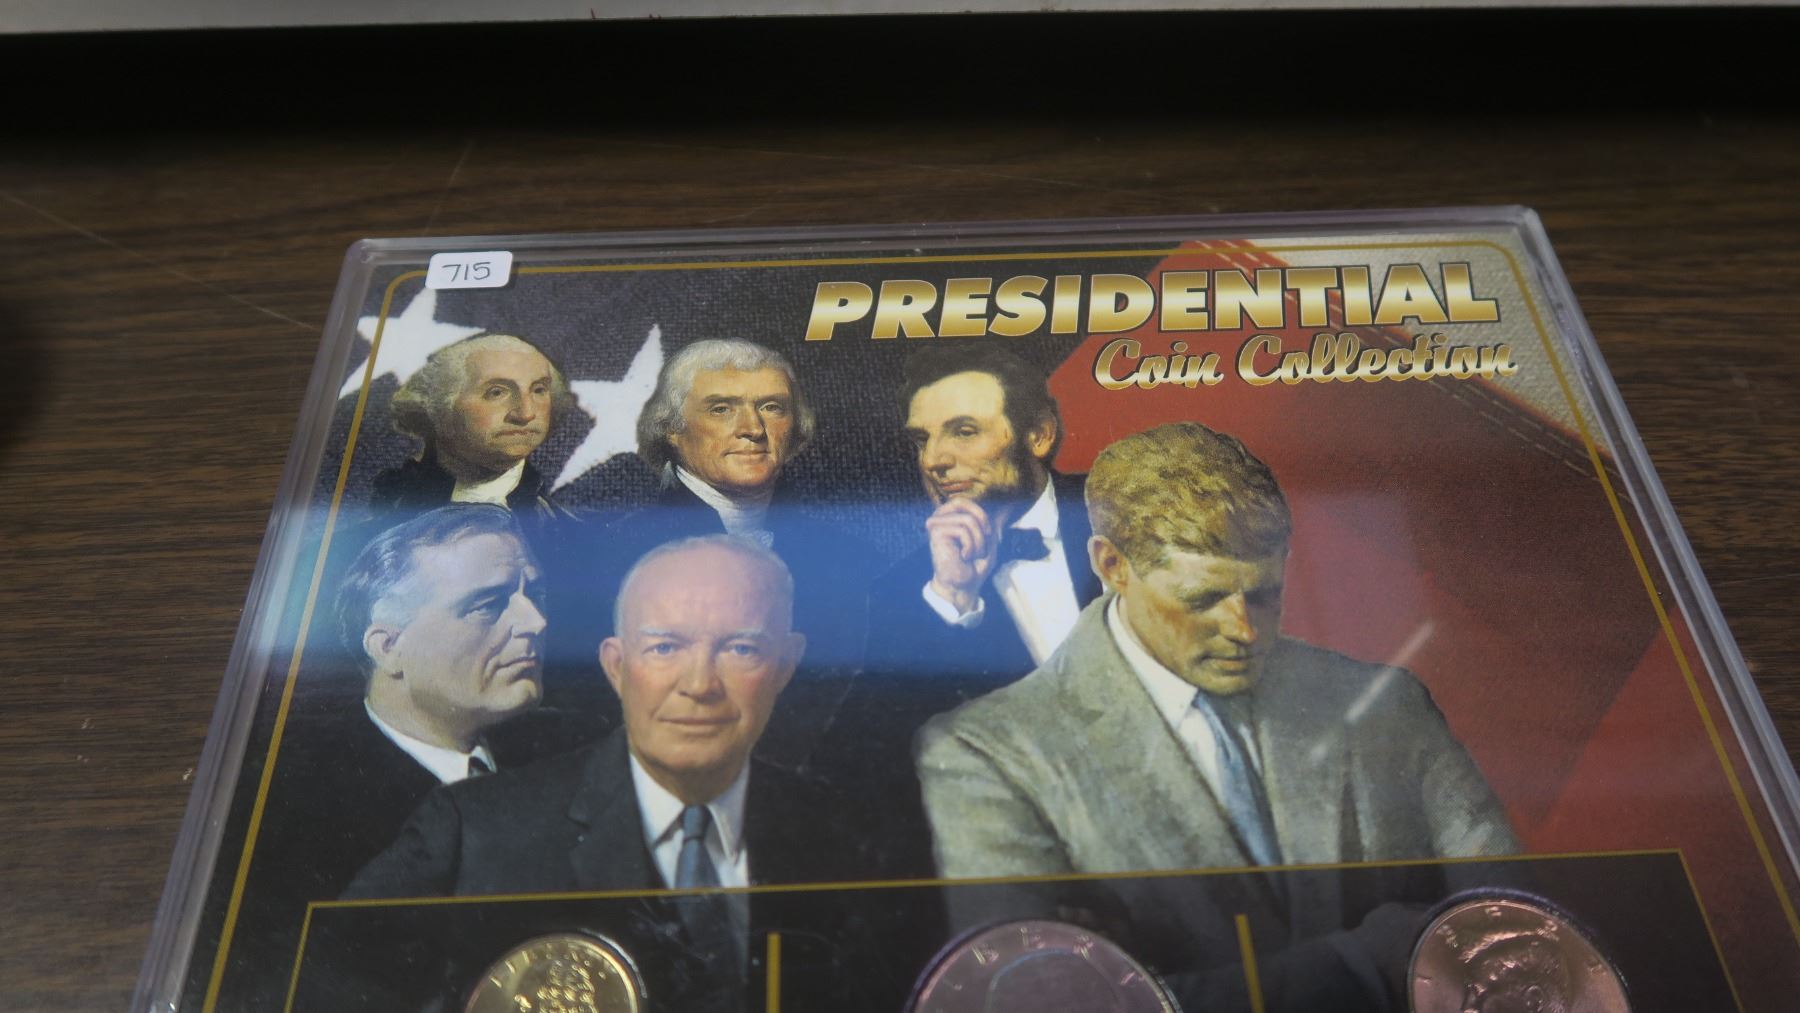 715
PRESIDENTIAL
Coin Collection